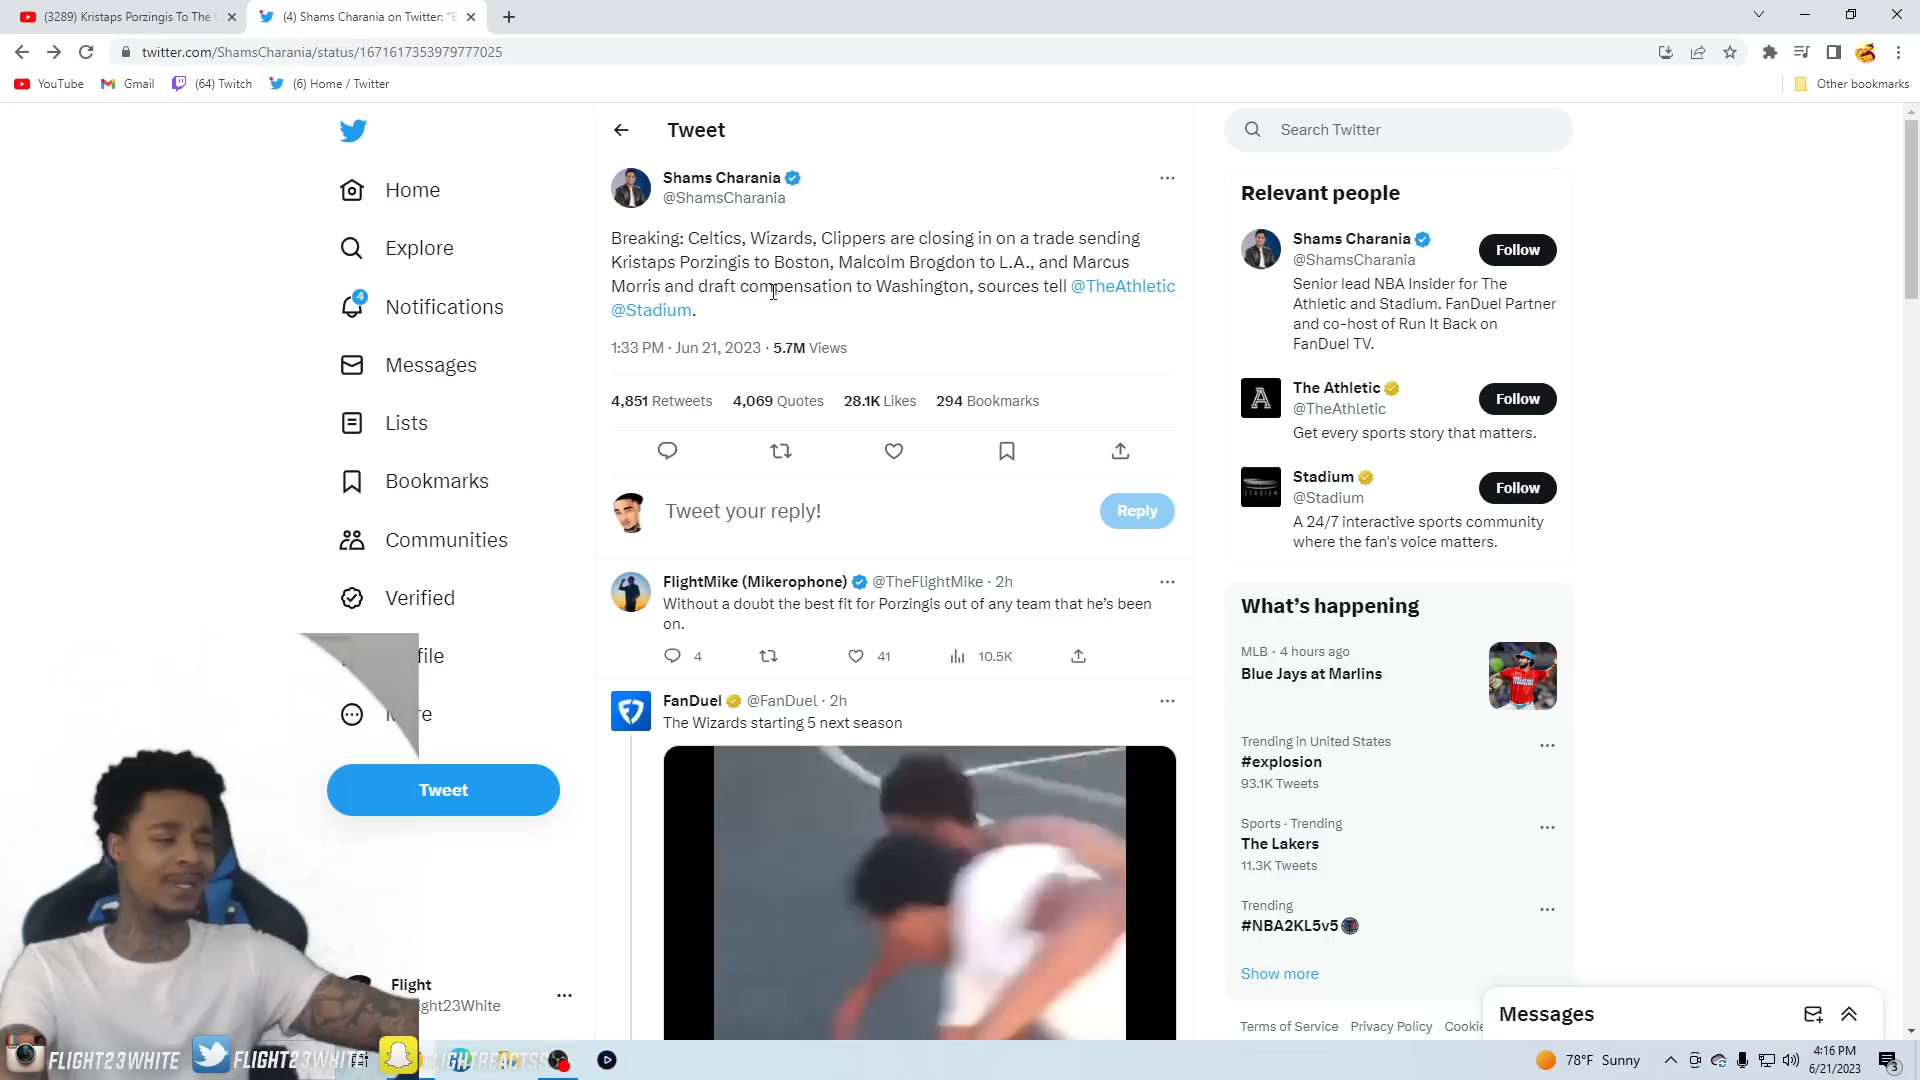 (3289) Kristaps Porzingis To The
(4) Shams Charania on Twitter: "B
twitter.com/ShamsCharania/status/1671617353979777025
YouTube
Gmail
(64) Twitch
(6) Home / Twitter
Other bookmarks
Home
Explore
4
Notifications
Messages
Lists
Bookmarks
Communities
Verified
file
re
Tweet
Flight
ight23White
Tweet
Shams Charania
@ShamsCharania
Breaking: Celtics, Wizards, Clippers are closing in on a trade sending
Kristaps Porzingis to Boston, Malcolm Brogdon to L.A., and Marcus
Morris and draft compensation to Washington, sources tell @TheAthletic
@Stadium.
1:33 PM · Jun 21, 2023 · 5.7M Views
4,851 Retweets 4,069 Quotes 28.1K Likes 294 Bookmarks
Tweet your reply!
Reply
FlightMike (Mikerophone) @TheFlightMike · 2h
Without a doubt the best fit for Porzingis out of any team that he's been
on.
4 41 10.5K
FanDuel @FanDuel · 2h
The Wizards starting 5 next season
Search Twitter
Relevant people
Shams Charania
@ShamsCharania
Follow
Senior lead NBA Insider for The
Athletic and Stadium. FanDuel Partner
and co-host of Run It Back on
FanDuel TV.
The Athletic
@TheAthletic
Follow
Get every sports story that matters.
Stadium
@Stadium
Follow
A 24/7 interactive sports community
where the fan's voice matters.
What's happening
MLB · 4 hours ago
Blue Jays at Marlins
Trending in United States
#explosion
93.1K Tweets
Sports · Trending
The Lakers
11.3K Tweets
Trending
#NBA2KL5v5
Show more
Terms of Service Privacy Policy Cookie
Messages
FLIGHT23WHITE
FLIGHT23WHITE
FLIGHTREACTSS
78°F Sunny
4:16 PM
6/21/2023
3